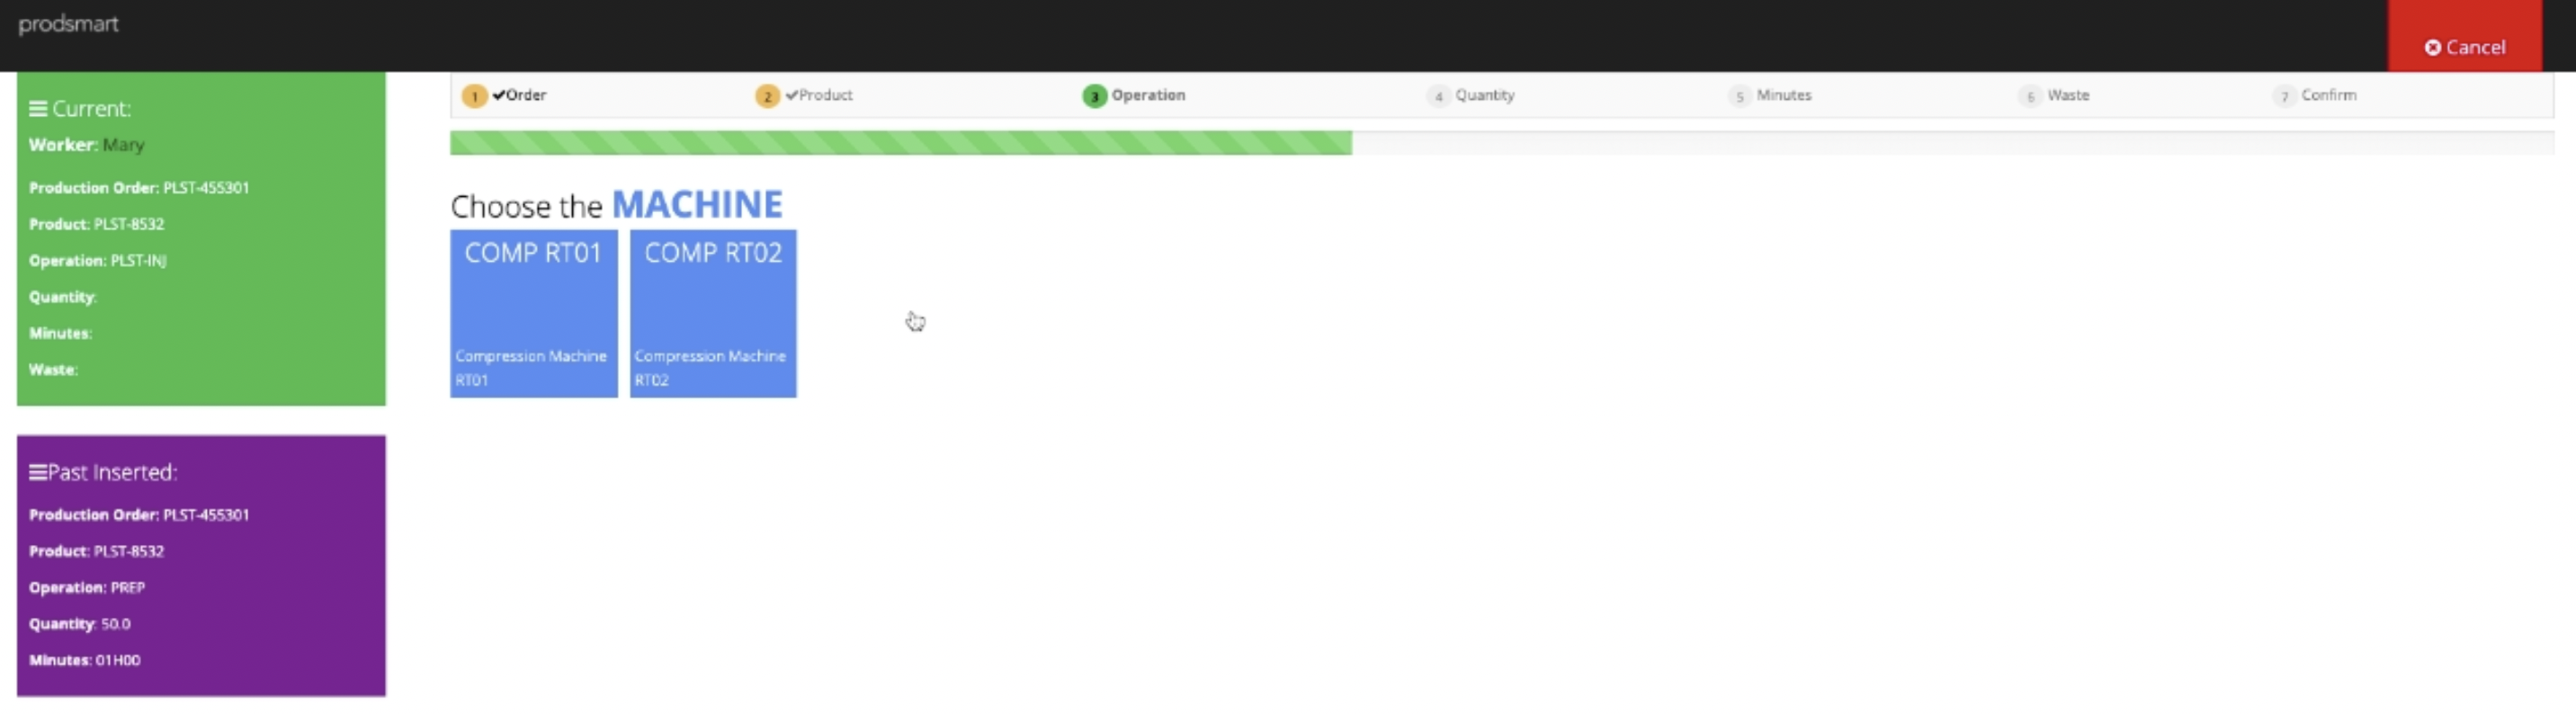 prodsmart
Cancel
Current:
Worker: Mary
Production Order: PLST-455301
Product: PLST-8532
Operation: PLST-INJ
Quantity:
Minutes:
Waste:
Past Inserted:
Production Order: PLST-455301
Product: PLST-8532
Operation: PREP
Quantity: 50.0
Minutes: 01H00
1 Order
2 Product
3 Operation
4 Quantity
5 Minutes
6 Waste
7 Confirm
Choose the MACHINE
COMP RT01
Compression Machine
RT01
COMP RT02
Compression Machine
RT02